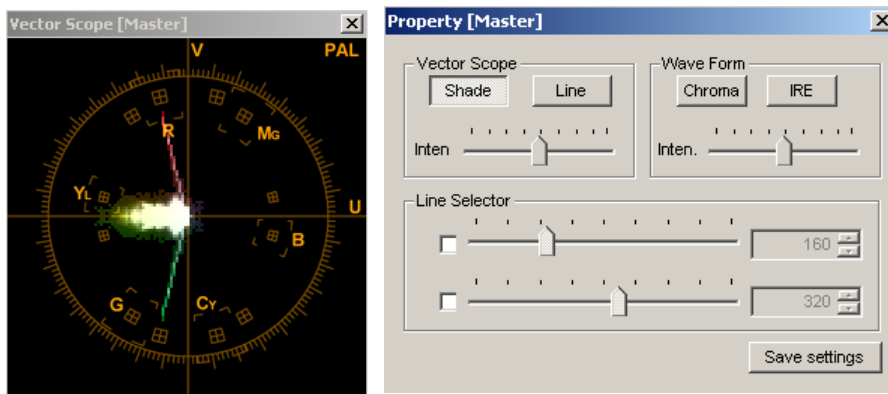 Vector Scope [Master]
V
PAL
R
MG
YL
U
B
G
CY
Property [Master]
Vector Scope
Shade
Line
Inten
Wave Form
Chroma
IRE
Inten.
Line Selector
160
320
Save settings